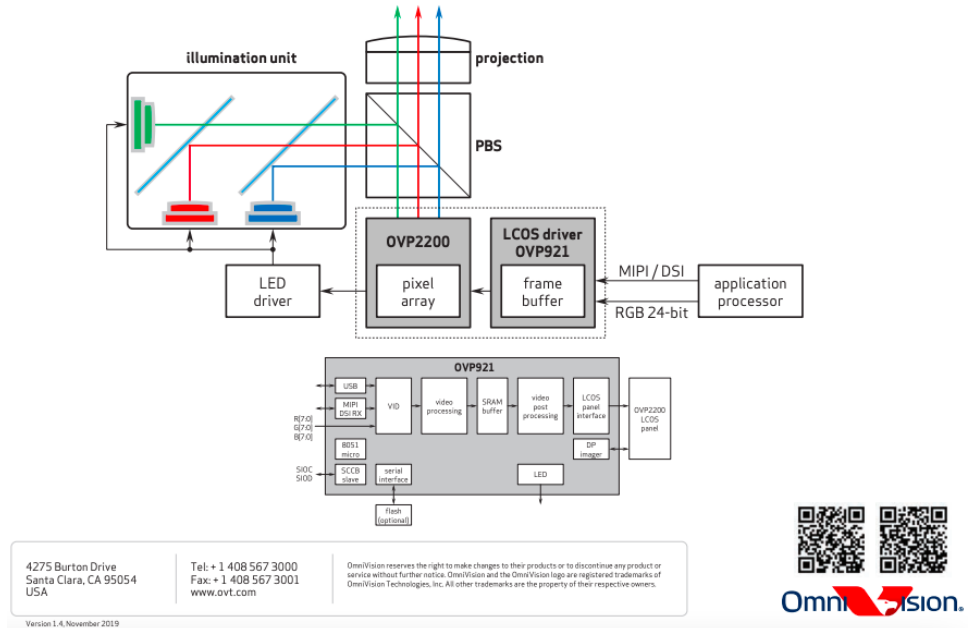 illumination unit
projection
PBS
OVP2200
pixel
array
LCOS driver
OVP921
frame
buffer
LED
driver
MIPI / DSI
RGB 24-bit
application
processor
OVP921
USB
MIPI
DSI RX
R[7:0]
G[7:0]
B[7:0]
VID
video
processing
SRAM
buffer
video
post
processing
LCOS
panel
interface
OVP2200
LCOS
panel
8051
micro
DP
imager
SIOC
SIOD
SCCB
slave
serial
interface
LED
flash
(optional)
4275 Burton Drive
Santa Clara, CA 95054
USA
Tel: + 1 408 567 3000
Fax: + 1 408 567 3001
www.ovt.com
OmniVision reserves the right to make changes to their products or to discontinue any product or
service without further notice. OmniVision and the OmniVision logo are registered trademarks of
OmniVision Technologies, Inc. All other trademarks are the property of their respective owners.
OmniVision.
Version 1.4, November 2019